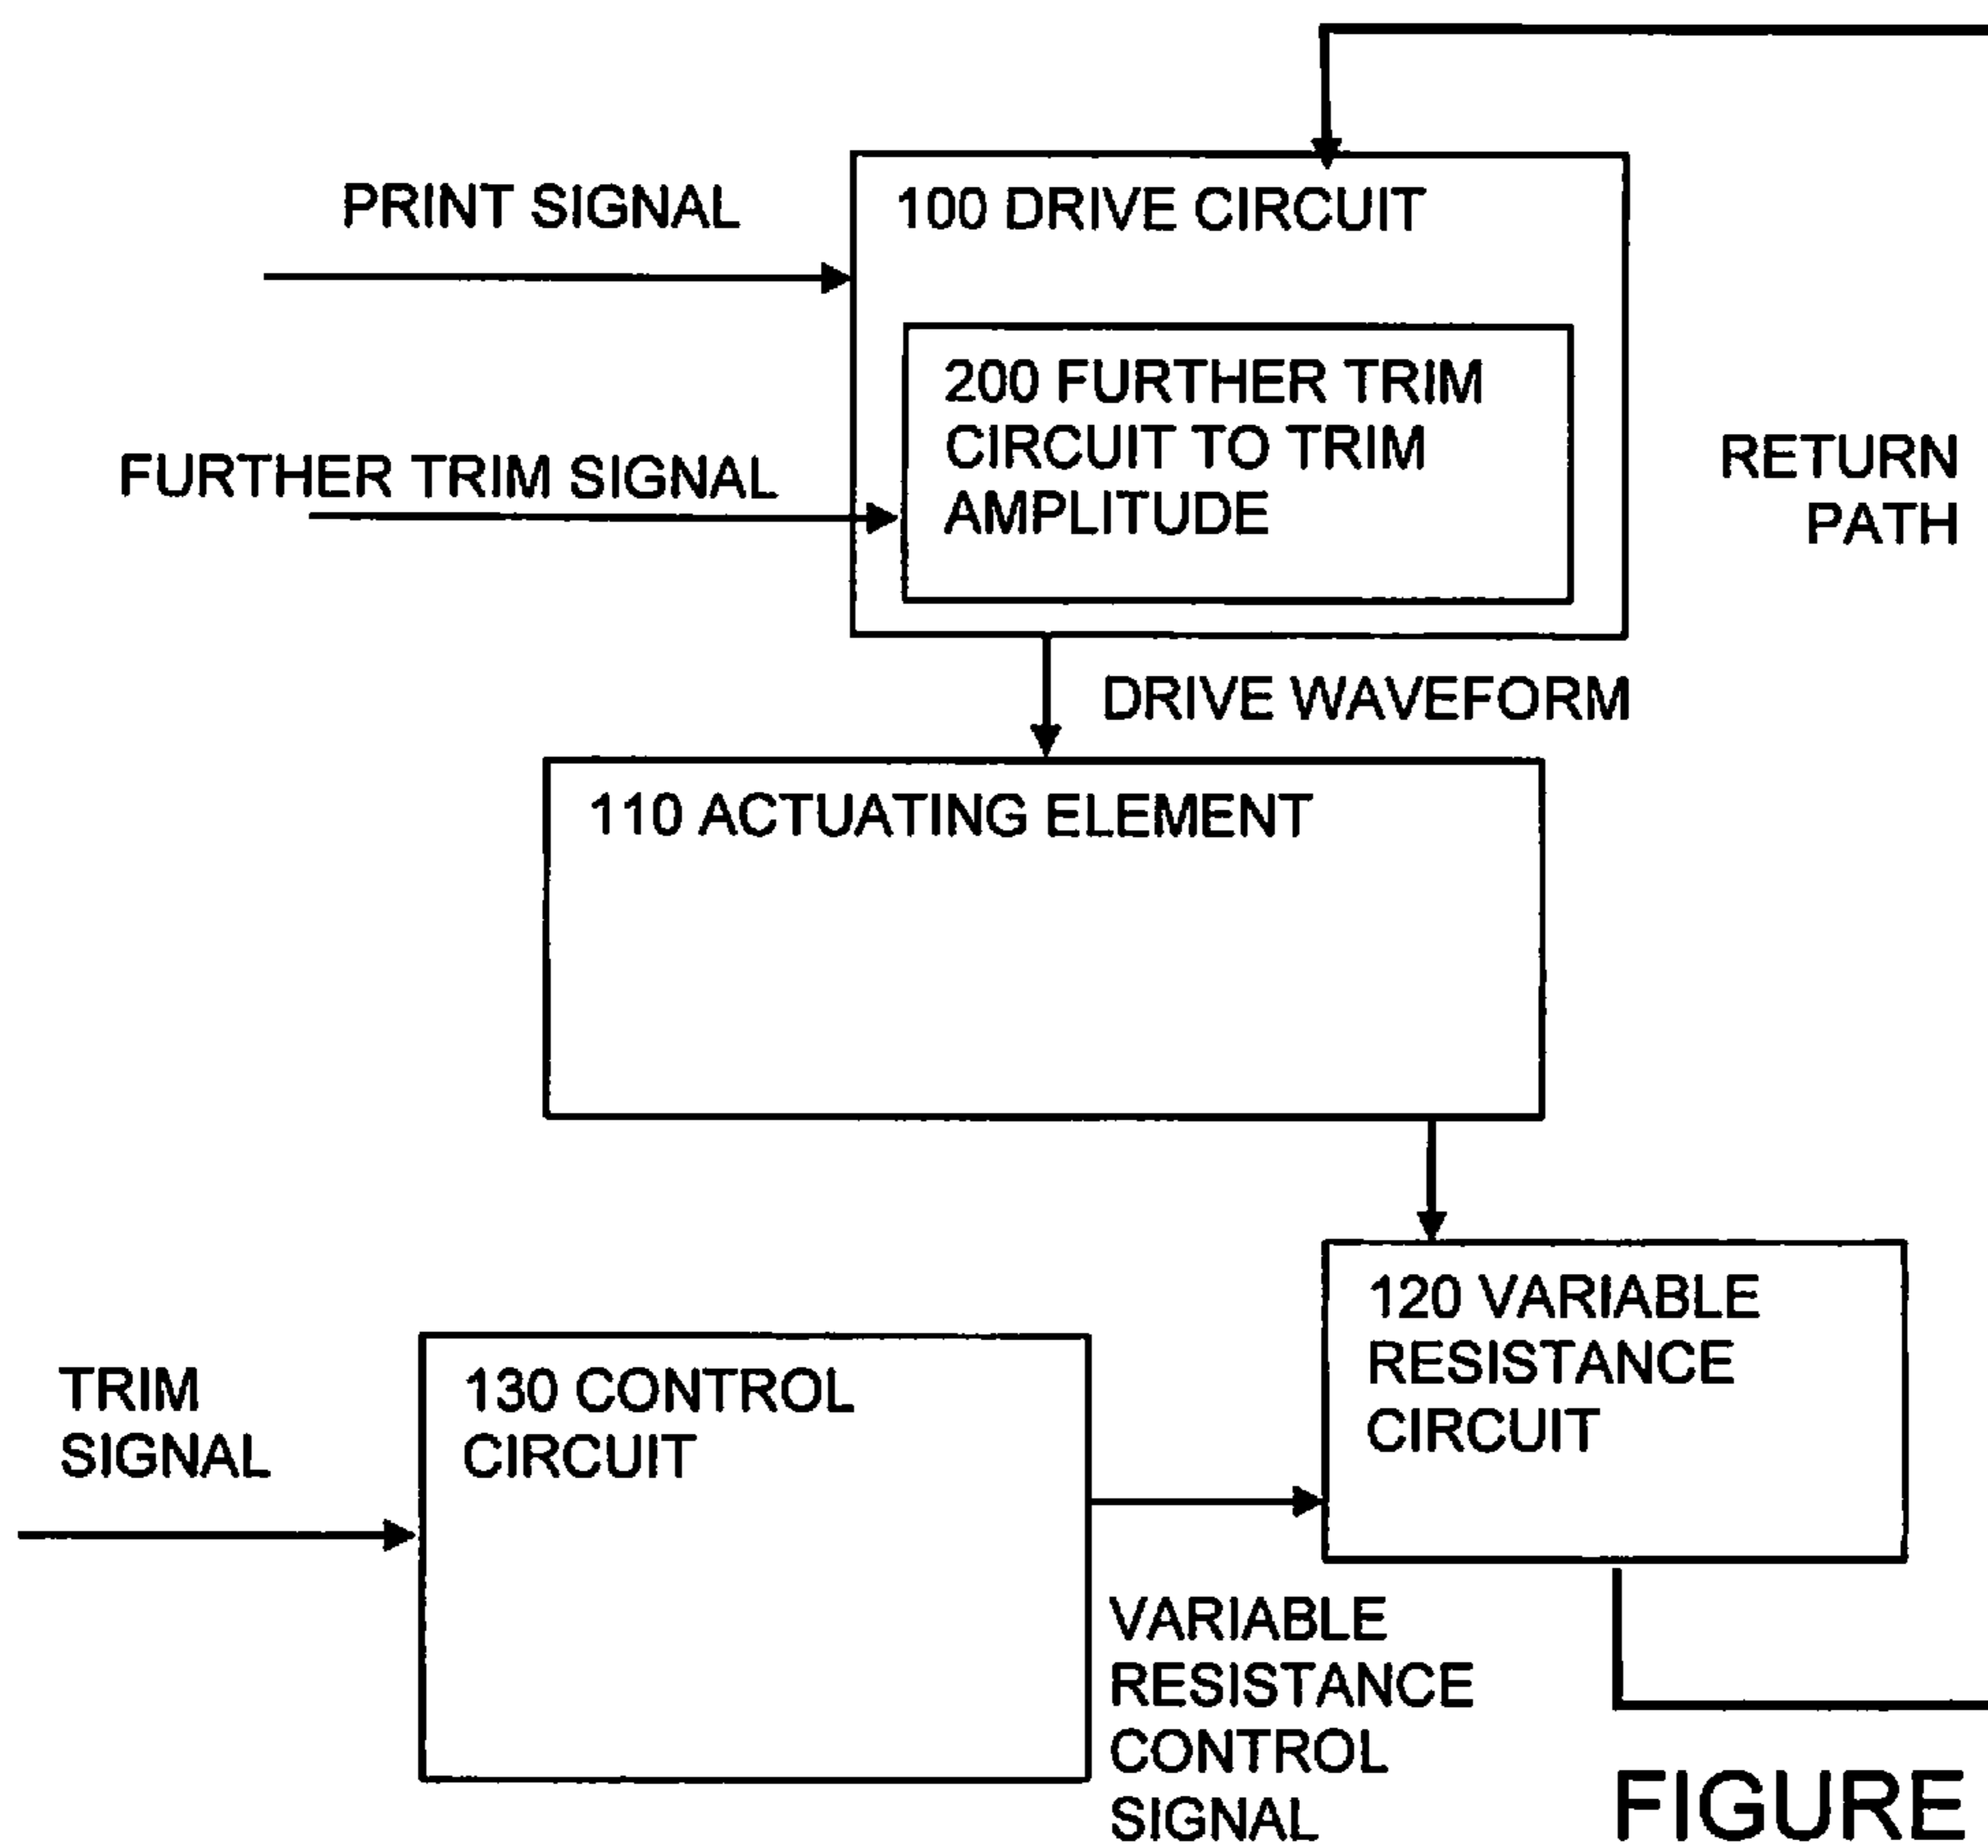 PRINT SIGNAL
100 DRIVE CIRCUIT
200 FURTHER TRIM
CIRCUIT TO TRIM
AMPLITUDE
FURTHER TRIM SIGNAL
RETURN
PATH
DRIVE WAVEFORM
110 ACTUATING ELEMENT
120 VARIABLE
RESISTANCE
CIRCUIT
TRIM
SIGNAL
130 CONTROL
CIRCUIT
VARIABLE
RESISTANCE
CONTROL
SIGNAL
FIGURE